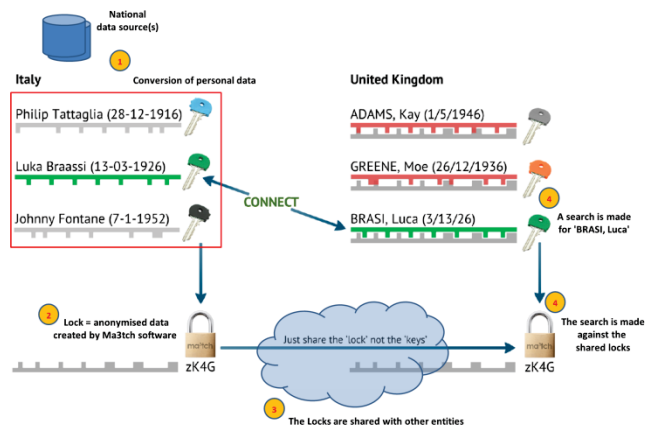 National
data source(s)
1
Italy
Conversion of personal data
United Kingdom
Philip Tattaglia (28-12-1916)
ADAMS, Kay (1/5/1946)
Luka Braassi (13-03-1926)
GREENE, Moe (26/12/1936)
4
CONNECT
Johnny Fontane (7-1-1952)
BRASI, Luca (3/13/26)
A search is made
for 'BRASI, Luca'
2
Lock = anonymised data
created by Ma3tch software
ma3tch
zK4G
Just share the 'lock' not the 'keys'
4
The search is made
against the
shared locks
ma3tch
zK4G
3
The Locks are shared with other entities